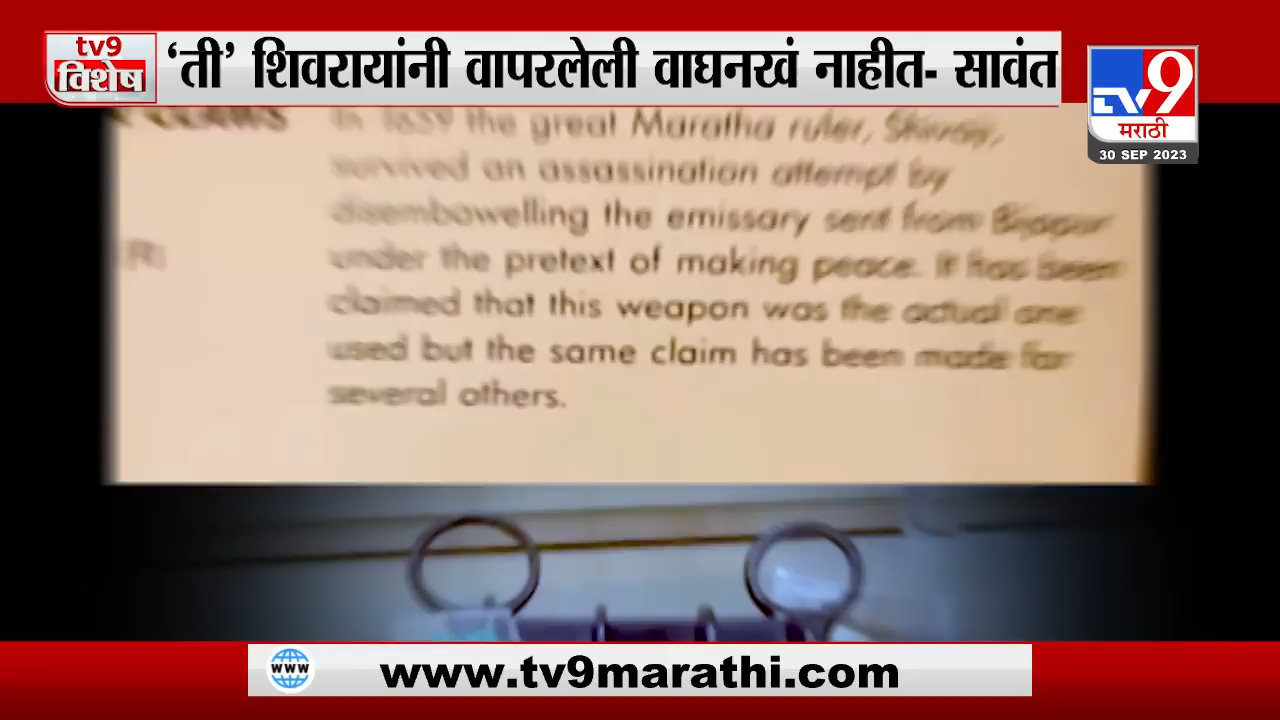 tv9
विशेष
‘ती’ शिवरायांनी वापरलेली वाघनखं नाहीत- सावंत
TV9
मराठी
30 SEP 2023
the great Maratha ruler, Shivaji,
survived an assassination attempt by
disembowelling the emissary sent from Bijapur
under the pretext of making peace. It has been
claimed that this weapon was the actual one
used but the same claim has been made for
several others.
www
www.tv9marathi.com